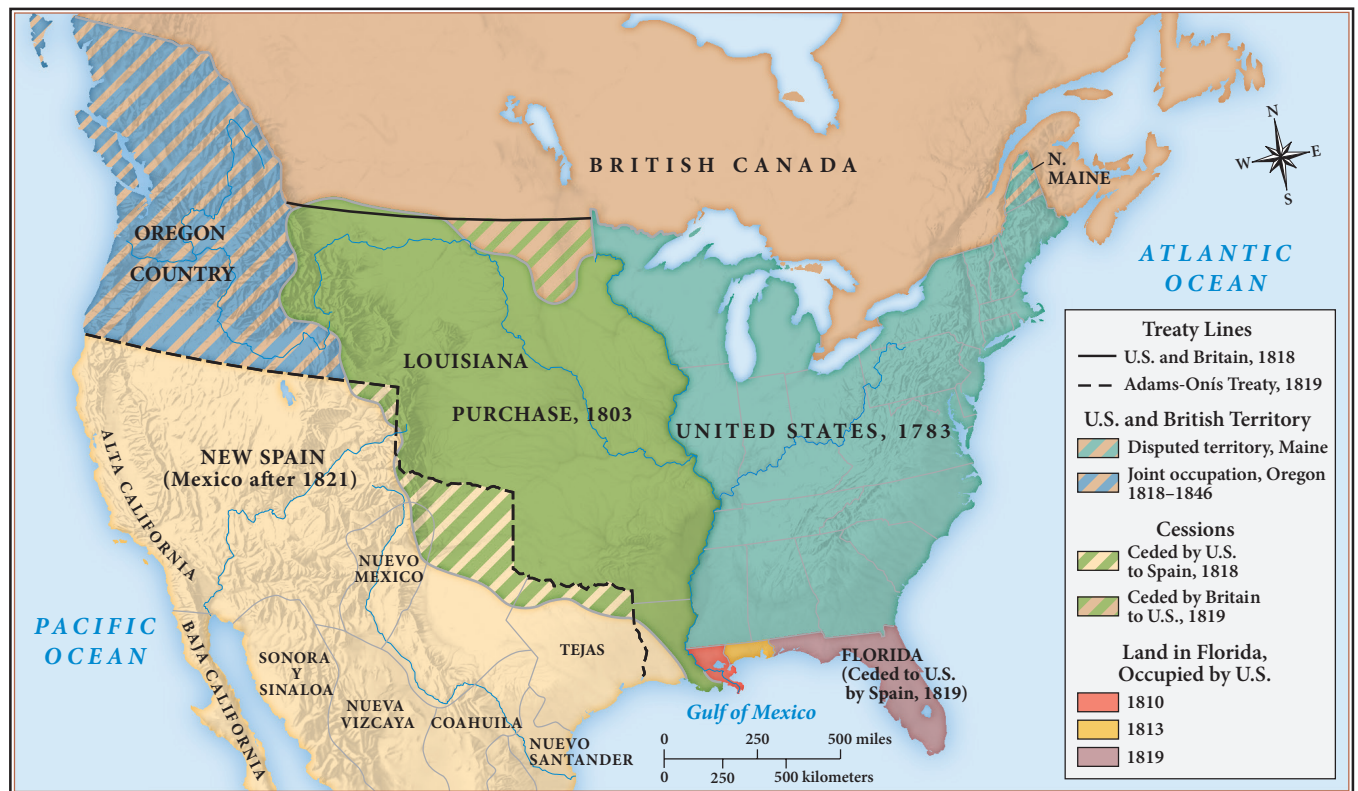 BRITISH CANADA
N.
MAINE
N
W
E
S
OREGON
COUNTRY
ATLANTIC
OCEAN
LOUISIANA
PURCHASE, 1803
UNITED STATES, 1783
NEW SPAIN
(Mexico after 1821)
ALTA CALIFORNIA
BAJA CALIFORNIA
PACIFIC
OCEAN
NUEVO
MEXICO
SONORA
Y
SINALOA
NUEVA
VIZCAYA
COAHUILA
TEJAS
NUEVO
SANTANDER
FLORIDA
(Ceded to U.S.
by Spain, 1819)
Gulf of Mexico
0 250 500 miles
0 250 500 kilometers
Treaty Lines
U.S. and Britain, 1818
Adams-Onís Treaty, 1819
U.S. and British Territory
Disputed territory, Maine
Joint occupation, Oregon
1818–1846
Cessions
Ceded by U.S.
to Spain, 1818
Ceded by Britain
to U.S., 1819
Land in Florida,
Occupied by U.S.
1810
1813
1819